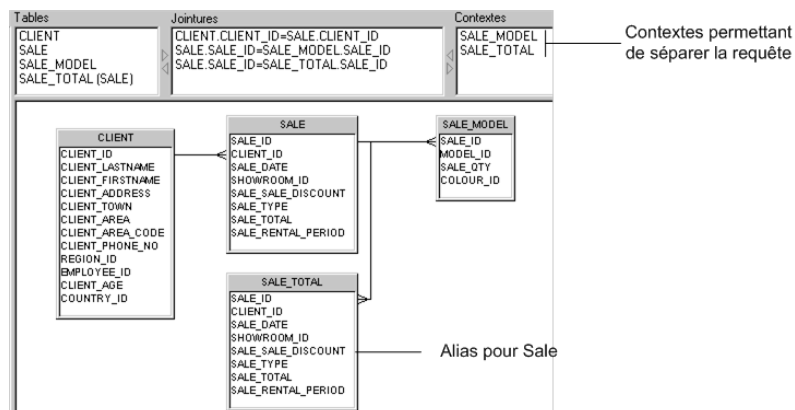 Tables
Jointures
Contextes
CLIENT
SALE
SALE_MODEL
SALE_TOTAL (SALE)
CLIENT.CLIENT_ID=SALE.CLIENT_ID
SALE.SALE_ID=SALE_MODEL.SALE_ID
SALE.SALE_ID=SALE_TOTAL.SALE_ID
SALE_MODEL
SALE_TOTAL
Contextes permettant
de séparer la requête
CLIENT
CLIENT_ID
CLIENT_LASTNAME
CLIENT_FIRSTNAME
CLIENT_ADDRESS
CLIENT_TOWN
CLIENT_AREA
CLIENT_AREA_CODE
CLIENT_PHONE_NO
REGION_ID
EMPLOYEE_ID
CLIENT_AGE
COUNTRY_ID
SALE
SALE_ID
CLIENT_ID
SALE_DATE
SHOWROOM_ID
SALE_SALE_DISCOUNT
SALE_TYPE
SALE_TOTAL
SALE_RENTAL_PERIOD
SALE_MODEL
SALE_ID
MODEL_ID
SALE_QTY
COLOUR_ID
SALE_TOTAL
SALE_ID
CLIENT_ID
SALE_DATE
SHOWROOM_ID
SALE_SALE_DISCOUNT
SALE_TYPE
SALE_TOTAL
SALE_RENTAL_PERIOD
Alias pour Sale